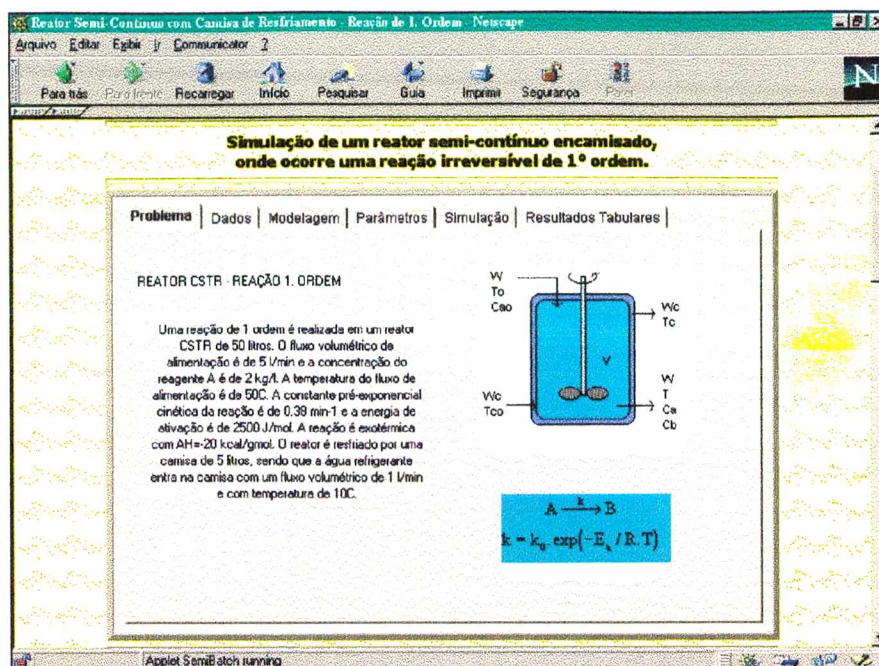 Reator Semi-Contínuo com Camisa de Resfriamento - Reação de 1. Ordem - Netscape
Arquivo Editar Exibir Ir Communicator ?
Para trás Para frente Recarregar Início Pesquisar Guia Imprimir Segurança Parar
N
Simulação de um reator semi-contínuo encamisado,
onde ocorre uma reação irreversível de 1º ordem.
Problema | Dados | Modelagem | Parâmetros | Simulação | Resultados Tabulares |
REATOR CSTR - REAÇÃO 1. ORDEM
Uma reação de 1 ordem é realizada em um reator
CSTR de 50 litros. O fluxo volumétrico de
alimentação é de 5 l/min e a concentração do
reagente A é de 2 kg/l. A temperatura do fluxo de
alimentação é de 50C. A constante pré-exponencial
cinética da reação é de 0.38 min-1 e a energia de
ativação é de 2500 J/mol. A reação é exotérmica
com AH=-20 kcal/gmol. O reator é resfriado por uma
camisa de 5 litros, sendo que a água refrigerante
entra na camisa com um fluxo volumétrico de 1 l/min
e com temperatura de 10C.
W
To
Cao
Wc
Tc
V
Wc
Tco
W
T
Ca
Cb
A k→ B
k = k0 exp(-Ea / R.T)
Applet SemiBatch running